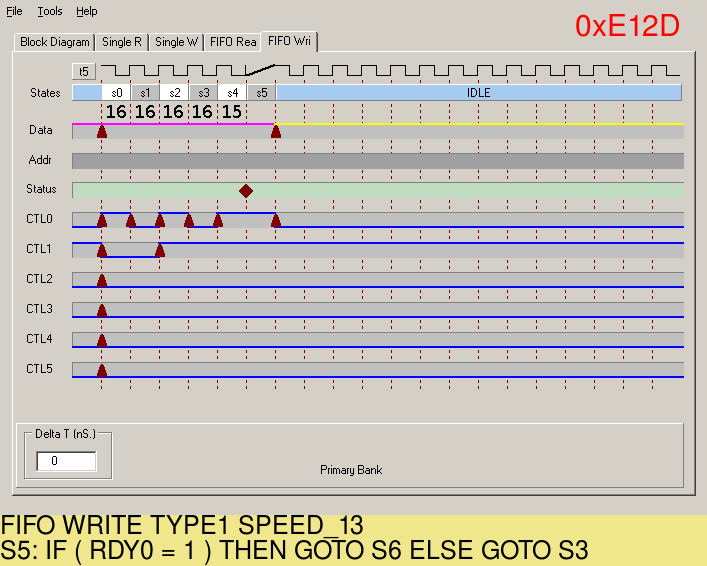 File Tools Help
0xE12D
Block Diagram Single R Single W FIFO Rea FIFO Wri
t5
States s0 s1 s2 s3 s4 s5 IDLE
16 16 16 16 15
Data
Addr
Status
CTL0
CTL1
CTL2
CTL3
CTL4
CTL5
Delta T (nS.)
0
Primary Bank
FIFO WRITE TYPE1 SPEED_13
S5: IF ( RDY0 = 1 ) THEN GOTO S6 ELSE GOTO S3